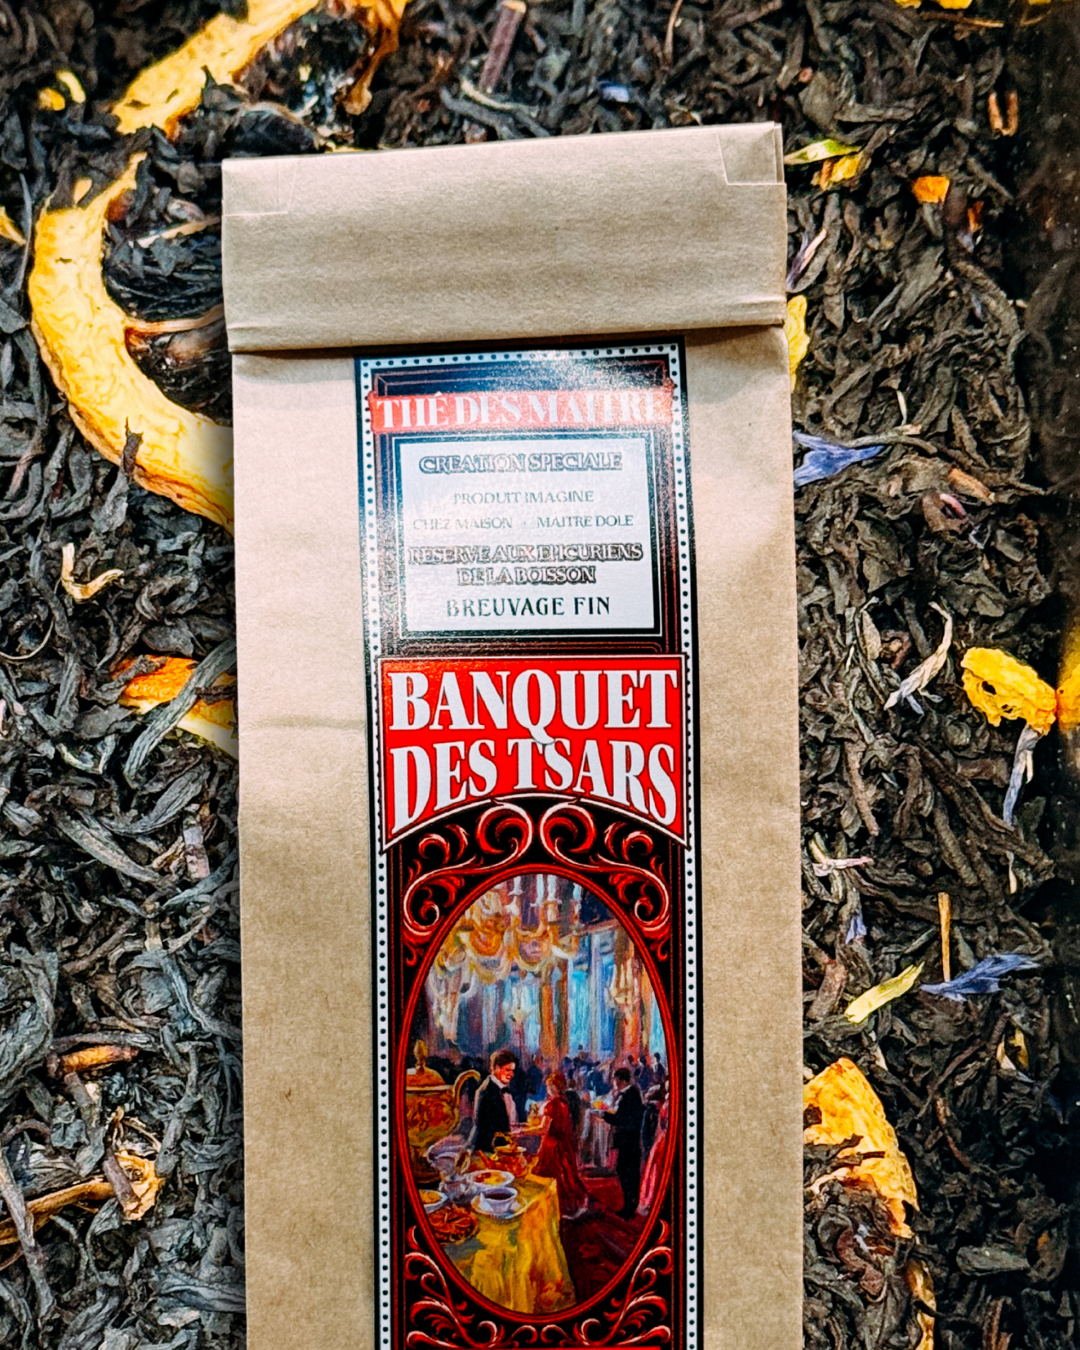 THÉ DES MAITRE
CREATION SPECIALE
PRODUIT IMAGINE
CHEZ MAISON - MAITRE DOLE
RESERVE AUX EPICURIENS
DE LA BOISSON
BREUVAGE FIN
BANQUET
DES TSARS